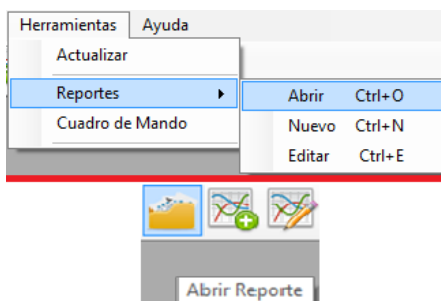 Herramientas Ayuda
Actualizar
Reportes
Abrir Ctrl+O
Cuadro de Mando
Nuevo Ctrl+N
Editar Ctrl+E
Abrir Reporte